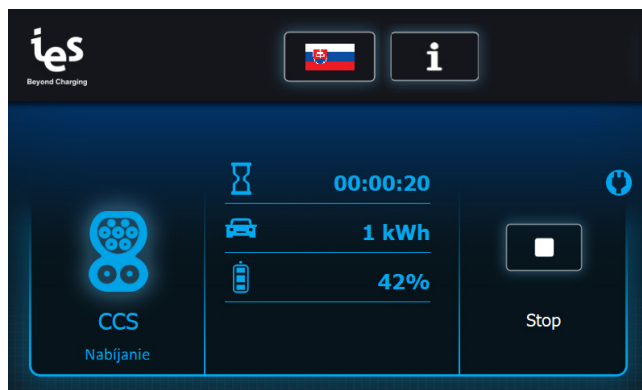 ies
Beyond Charging
i
00:00:20
1 kWh
42%
CCS
Nabíjanie
Stop